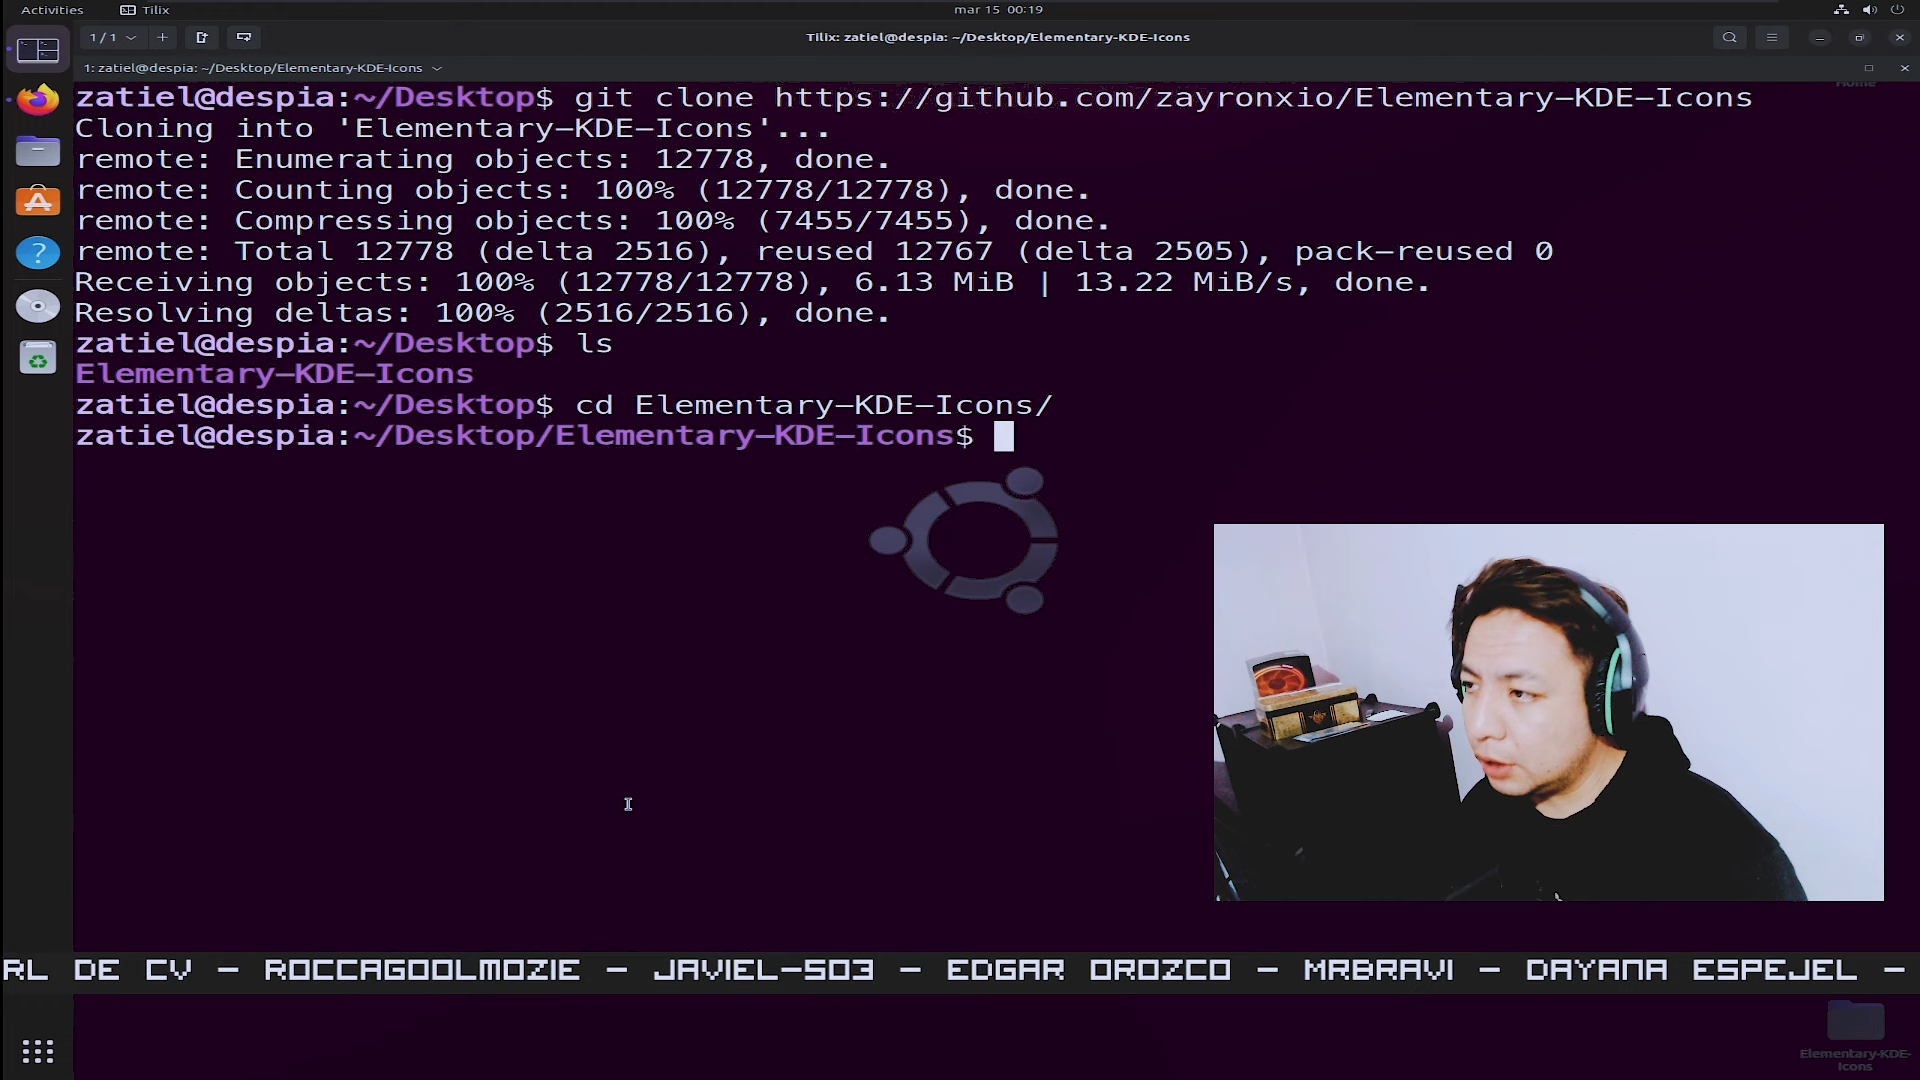 Activities
Tilix
mar 15 00:19
1 / 1
Tilix: zatiel@despia: ~/Desktop/Elementary-KDE-Icons
1: zatiel@despia: ~/Desktop/Elementary-KDE-Icons
Home
zatiel@despia:~/Desktop$ git clone https://github.com/zayronxio/Elementary-KDE-Icons
Cloning into 'Elementary-KDE-Icons'...
remote: Enumerating objects: 12778, done.
remote: Counting objects: 100% (12778/12778), done.
remote: Compressing objects: 100% (7455/7455), done.
remote: Total 12778 (delta 2516), reused 12767 (delta 2505), pack-reused 0
Receiving objects: 100% (12778/12778), 6.13 MiB | 13.22 MiB/s, done.
Resolving deltas: 100% (2516/2516), done.
zatiel@despia:~/Desktop$ ls
Elementary-KDE-Icons
zatiel@despia:~/Desktop$ cd Elementary-KDE-Icons/
zatiel@despia:~/Desktop/Elementary-KDE-Icons$
RL DE CV - ROCCAGOOLMOZIE - JAVIEL-503 - EDGAR OROZCO - MRBRAVI - DAYANA ESPEJEL -
Elementary-KDE-
Icons